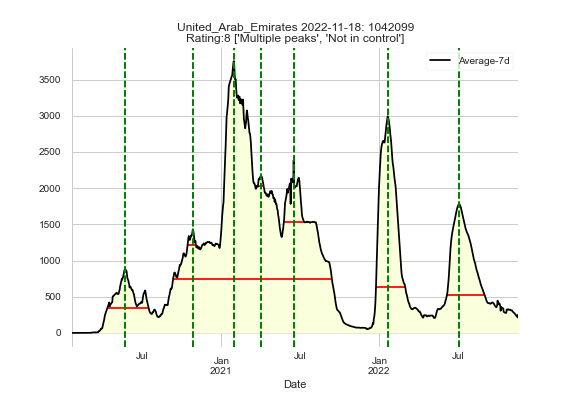 United_Arab_Emirates 2022-11-18: 1042099
Rating:8 ['Multiple peaks', 'Not in control']
Average-7d
3500
3000
2500
2000
1500
1000
500
0
Jul
Jan
2021
Jul
Jan
2022
Jul
Date